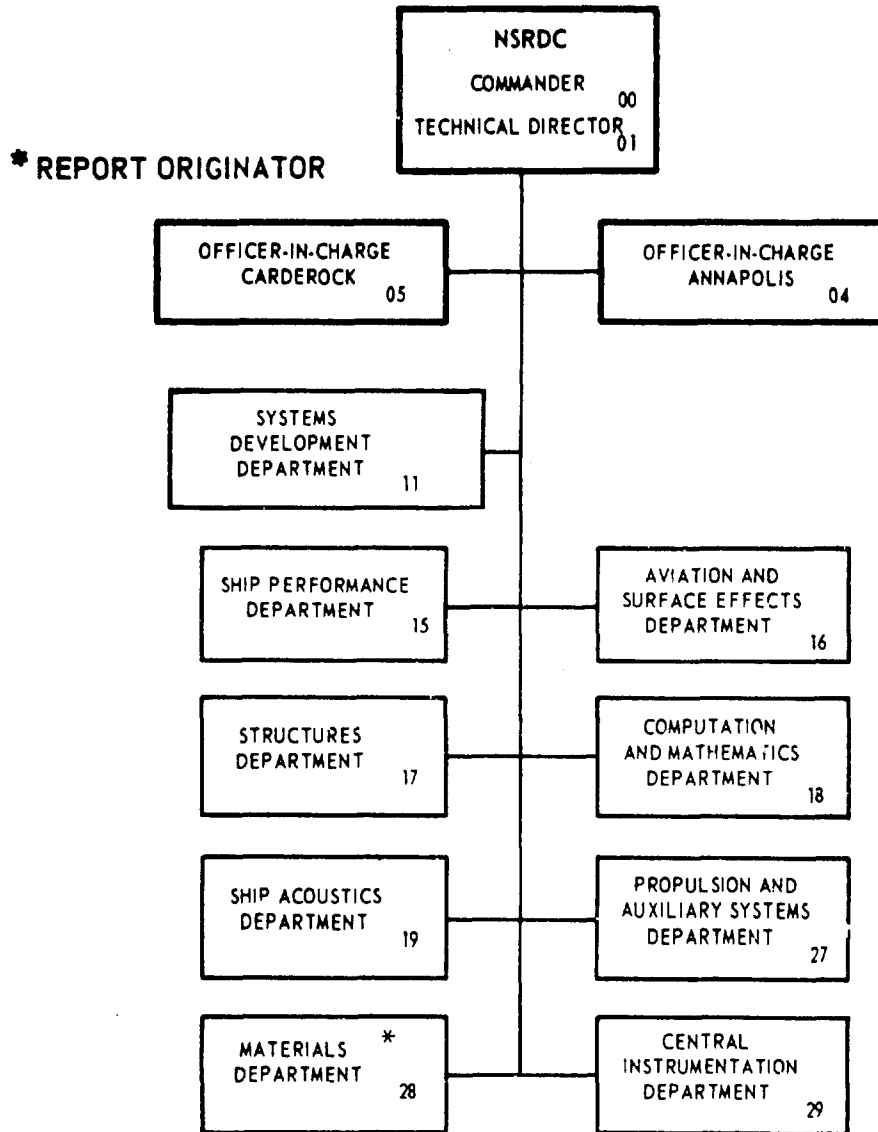 NSRDC
COMMANDER
00
TECHNICAL DIRECTOR
01
* REPORT ORIGINATOR
OFFICER-IN-CHARGE
CARDEROCK
05
OFFICER-IN-CHARGE
ANNAPOLIS
04
SYSTEMS
DEVELOPMENT
DEPARTMENT
11
SHIP PERFORMANCE
DEPARTMENT
15
AVIATION AND
SURFACE EFFECTS
DEPARTMENT
16
STRUCTURES
DEPARTMENT
17
COMPUTATION
AND MATHEMATICS
DEPARTMENT
18
SHIP ACOUSTICS
DEPARTMENT
19
PROPULSION AND
AUXILIARY SYSTEMS
DEPARTMENT
27
MATERIALS *
DEPARTMENT
28
CENTRAL
INSTRUMENTATION
DEPARTMENT
29